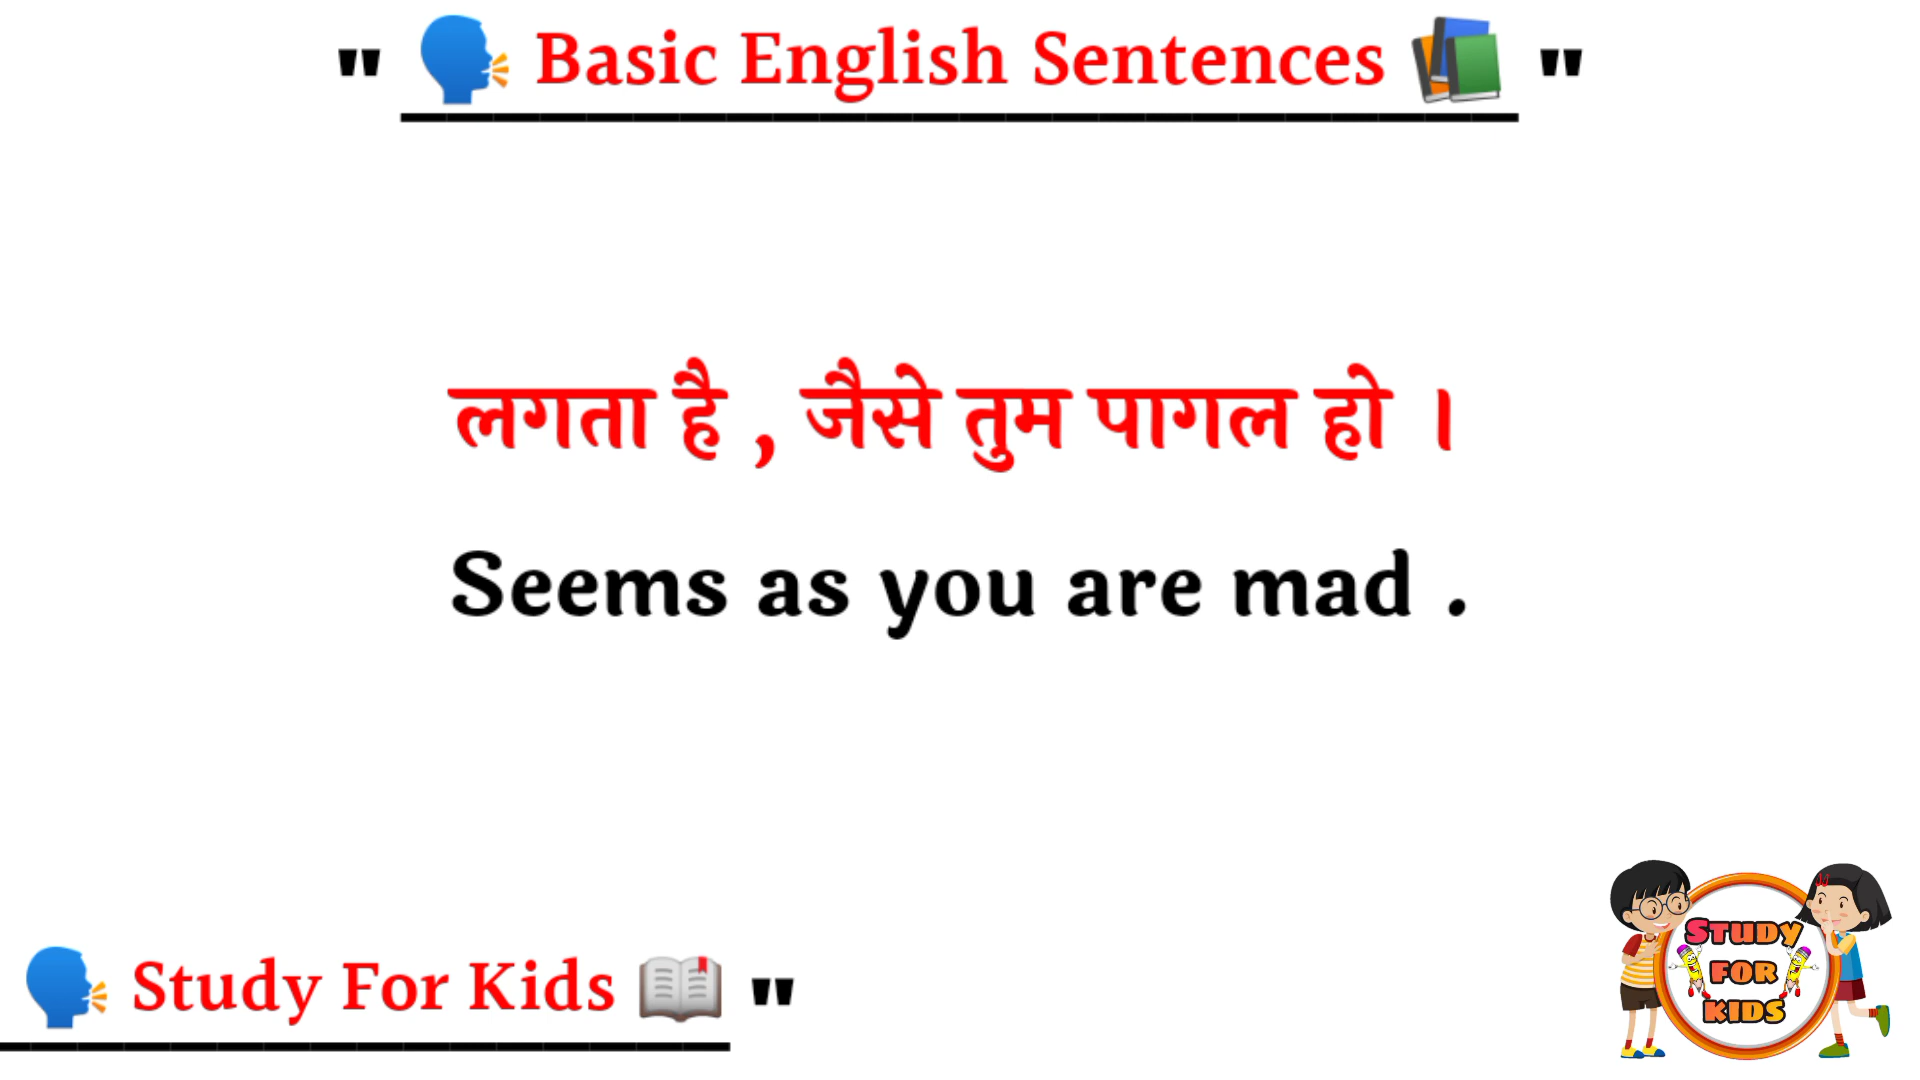 " 🗣️ Basic English Sentences 📚 "
लगता है , जैसे तुम पागल हो ।
Seems as you are mad .
🗣️ Study For Kids 📖 "
STUDY
FOR
KIDS